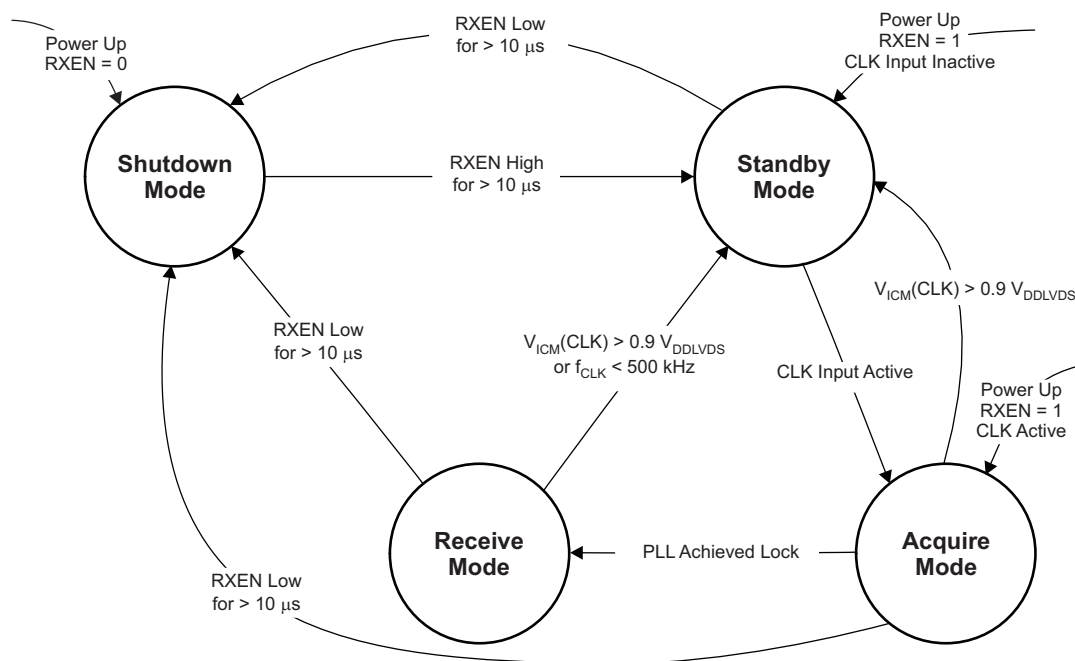 Power Up
RXEN = 0
RXEN Low
for > 10 μs
Power Up
RXEN = 1
CLK Input Inactive
Shutdown
Mode
RXEN High
for > 10 μs
Standby
Mode
RXEN Low
for > 10 μs
V_ICM(CLK) > 0.9 V_DDLVDS
or f_CLK < 500 kHz
V_ICM(CLK) > 0.9 V_DDLVDS
CLK Input Active
Power Up
RXEN = 1
CLK Active
Receive
Mode
PLL Achieved Lock
Acquire
Mode
RXEN Low
for > 10 μs